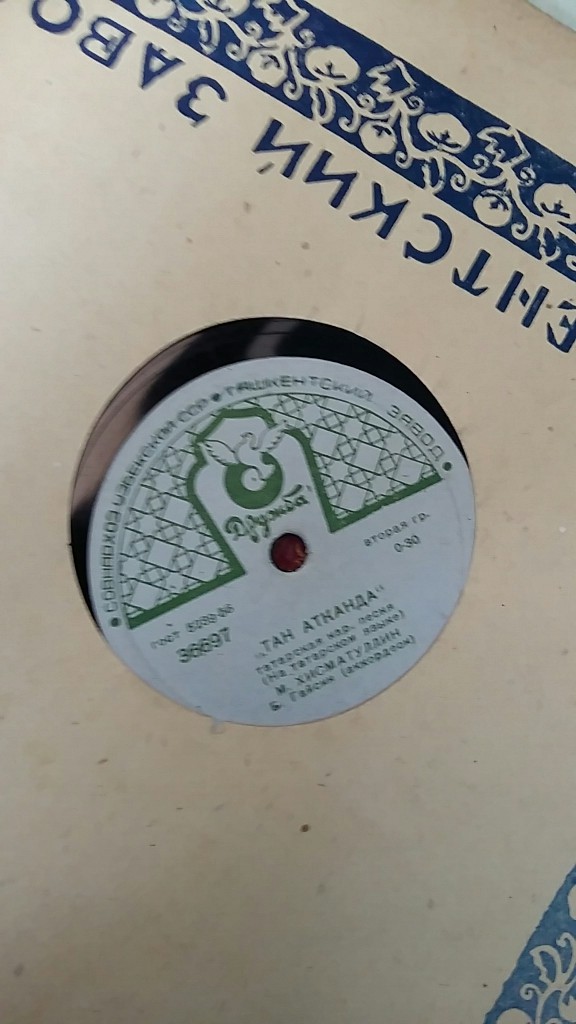 ЕНТСКИЙ ЗАВО
• СОВНАРХОЗ УЗБЕКСКОЙ ССР • ТАШКЕНТСКИЙ ЗАВОД •
Дружба
вторая гр.
0-30
ГОСТ 5289-56
36697
"ТАН АТКАНДА"
татарская нар. песня
(На татарском языке)
М. ХИСМАТУЛЛИН
Б. Гайсин (аккордеон)